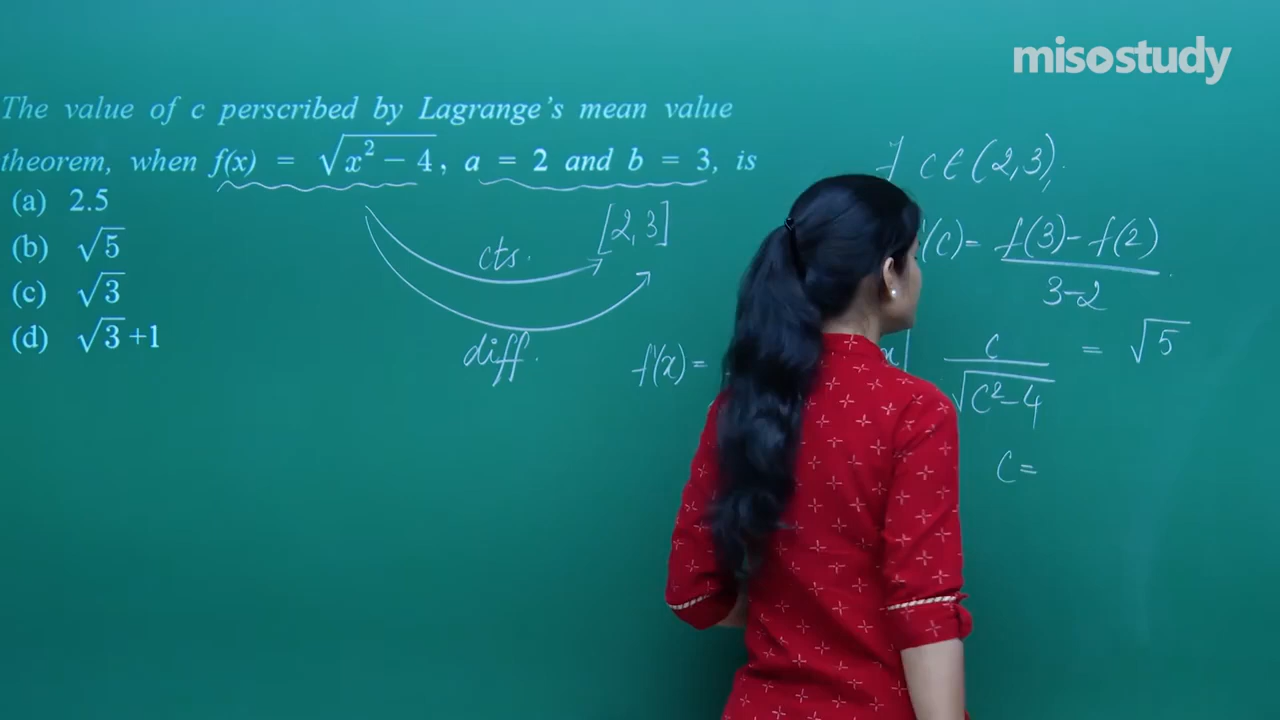 misostudy
The value of c perscribed by Lagrange's mean value
theorem, when f(x) = √(x² − 4), a = 2 and b = 3, is
(a) 2.5
(b) √5
(c) √3
(d) √3 +1
cts.
[2,3]
diff.
c ∈ (2,3).
'(c) = f(3) − f(2)
3−2
f'(x) =
c
√(c² − 4)
= √5
c =